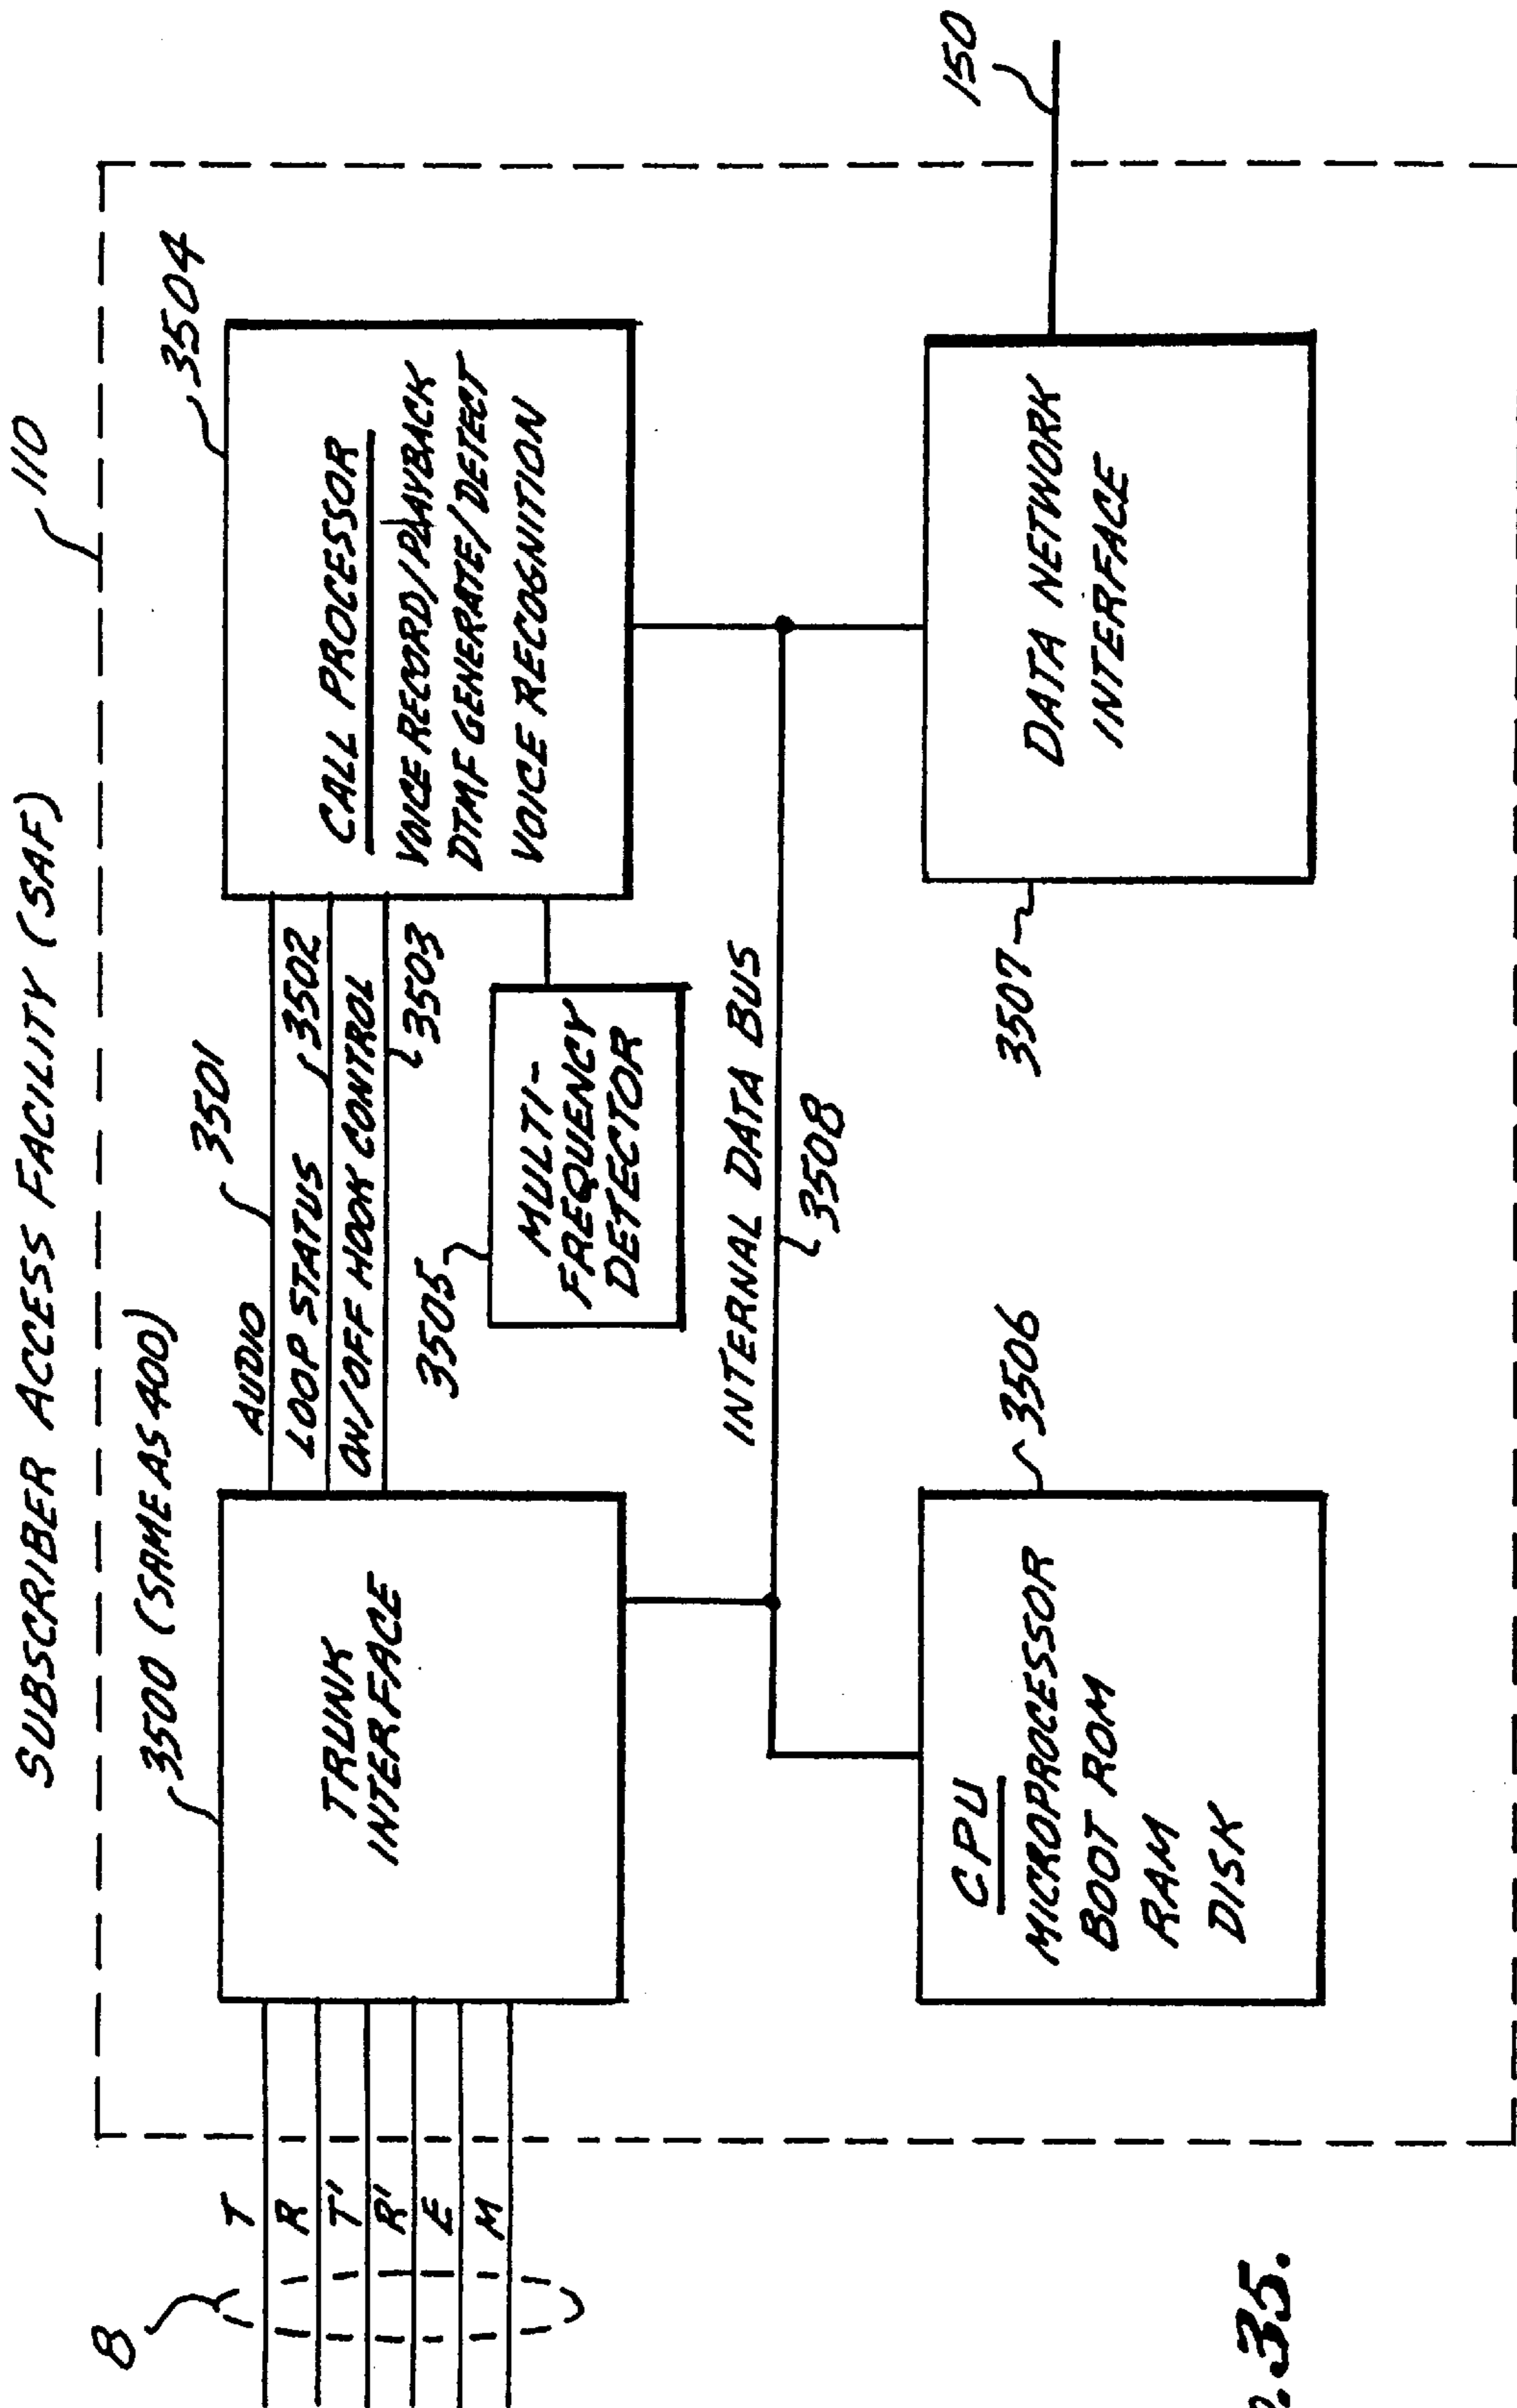 SUBSCRIBER ACCESS FACILITY (SAF)
110
3500 (SAME AS 400)
3501
3504
AUDIO
LOOP STATUS
3502
ON/OFF HOOK CONTROL
3503
TRUNK
INTERFACE
CALL PROCESSOR
VOICE RECORD/PLAYBACK
DTMF GENERATE/DETECT
VOICE RECOGNITION
8
T
R
T'
R'
E
M
3505
MULTI-
FREQUENCY
DETECTOR
INTERNAL DATA BUS
3508
3506
CPU
MICROPROCESSOR
BOOT ROM
RAM
DISK
3507
DATA NETWORK
INTERFACE
150
.35.